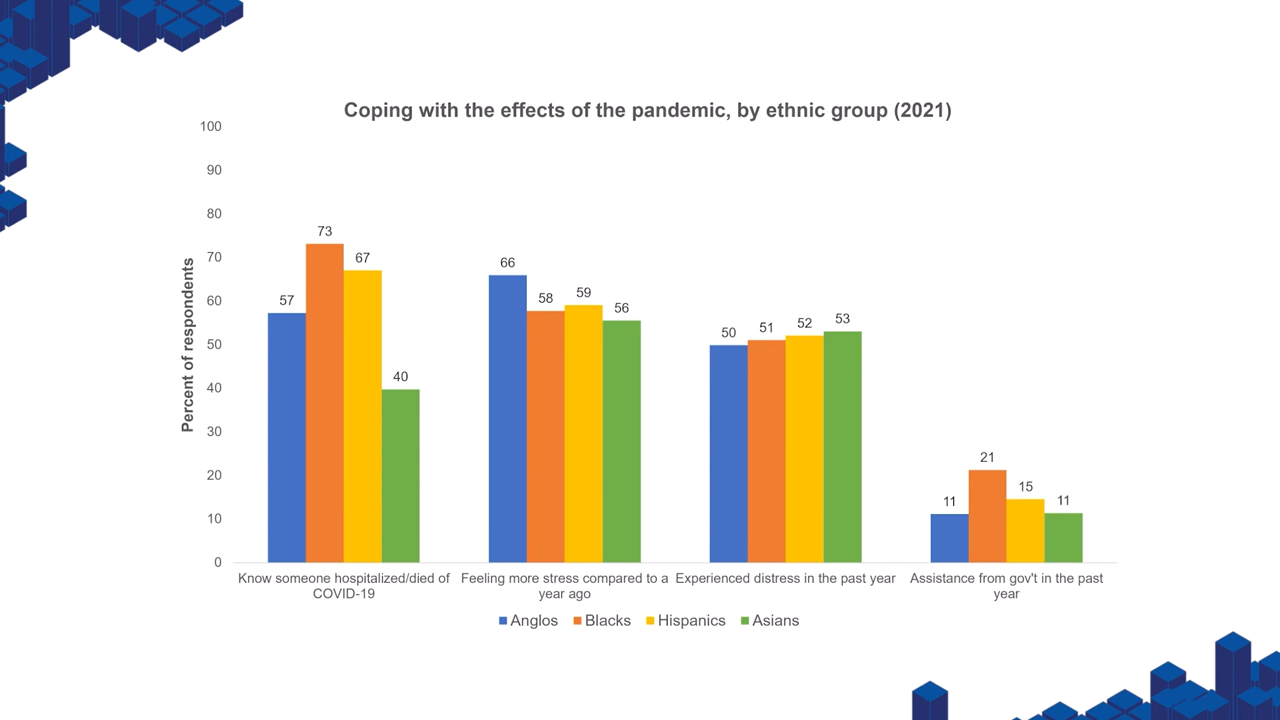 Coping with the effects of the pandemic, by ethnic group (2021)
Percent of respondents
100
90
80
70
60
50
40
30
20
10
0
57
73
67
40
66
58
59
56
50
51
52
53
11
21
15
11
Know someone hospitalized/died of
COVID-19
Feeling more stress compared to a
year ago
Experienced distress in the past year
Assistance from gov't in the past
year
Anglos
Blacks
Hispanics
Asians